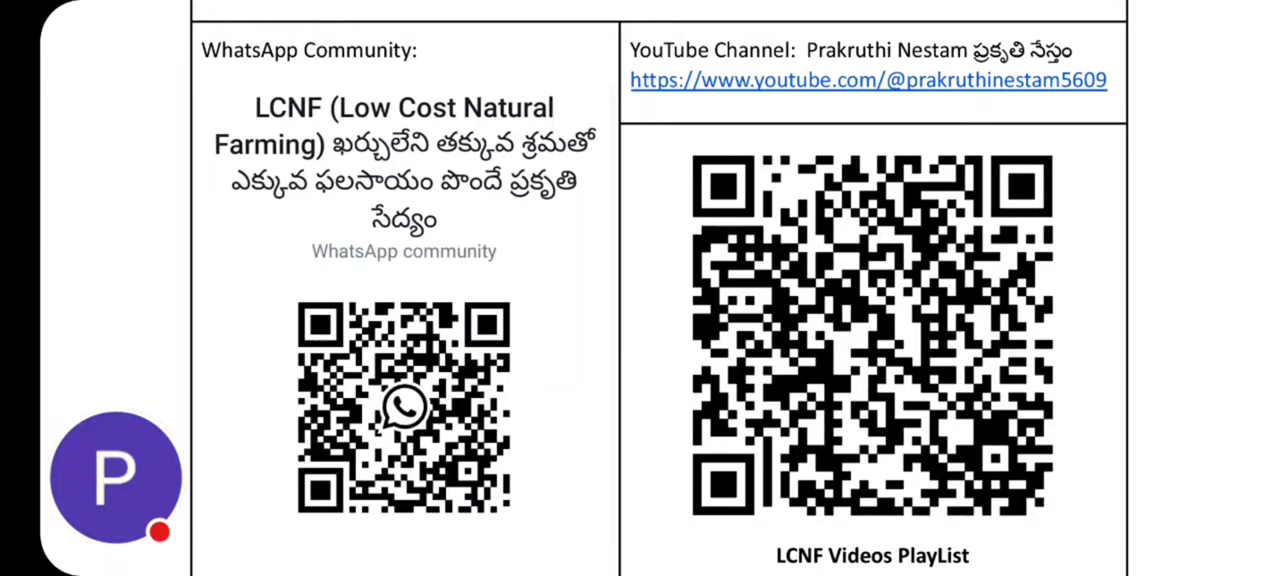 WhatsApp Community:
LCNF (Low Cost Natural
Farming) ఖర్చులేని తక్కువ శ్రమతో
ఎక్కువ ఫలసాయం పొందే ప్రకృతి
సేద్యం
WhatsApp community
YouTube Channel: Prakruthi Nestam ప్రకృతి నేస్తం
https://www.youtube.com/@prakruthinestam5609
LCNF Videos PlayList
P